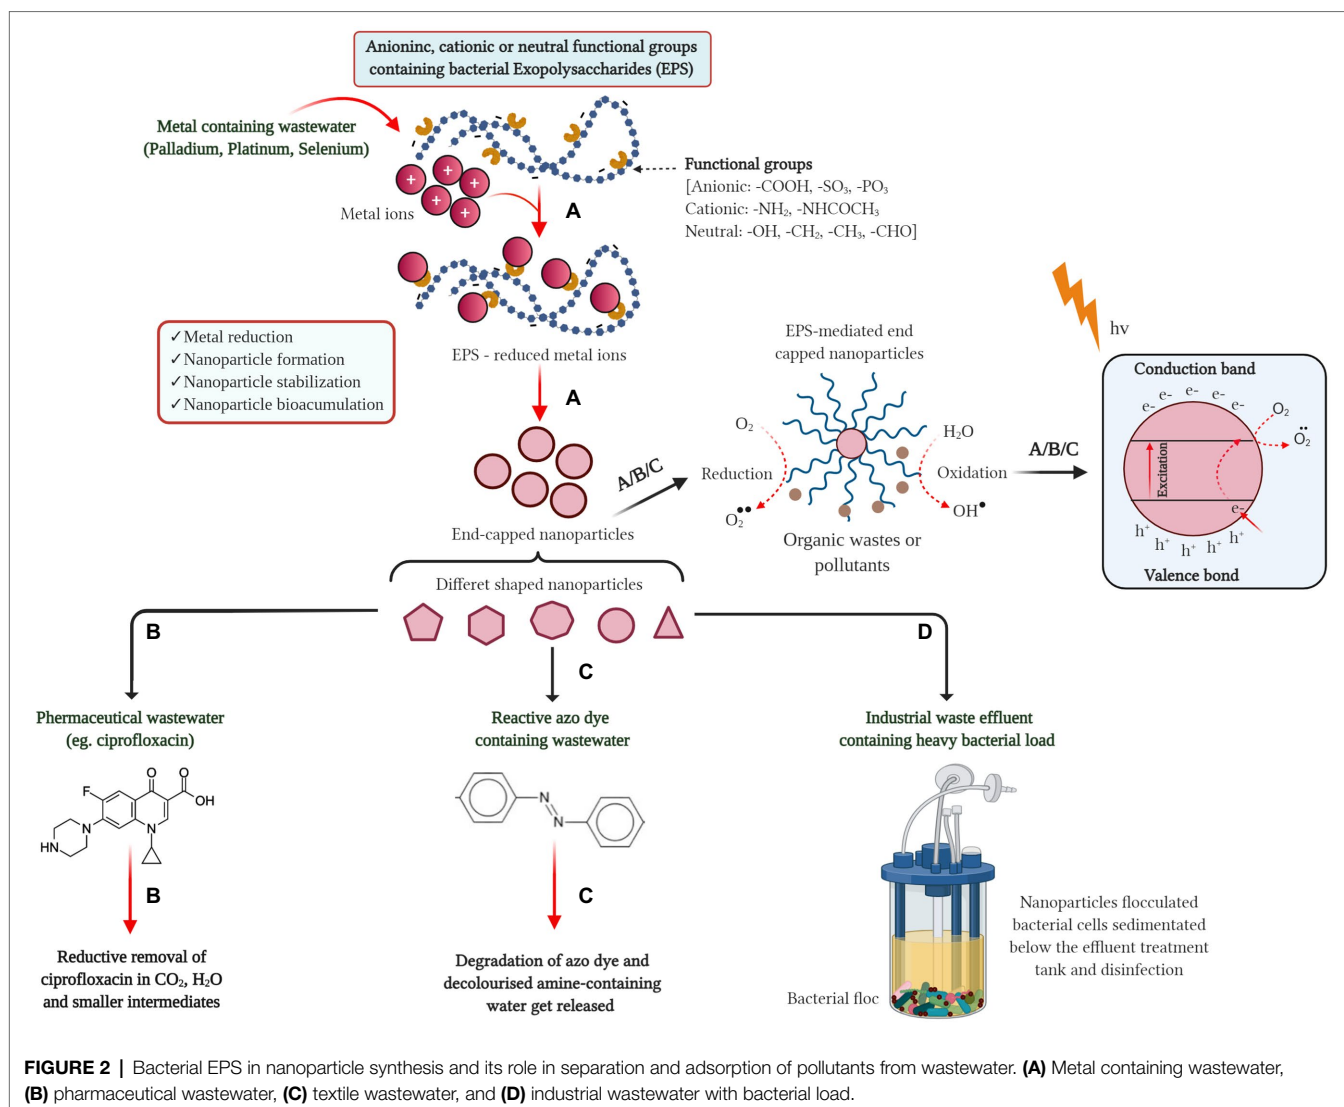 Anioninc, cationic or neutral functional groups
containing bacterial Exopolysaccharides (EPS)
Metal containing wastewater
(Palladium, Platinum, Selenium)
Functional groups
[Anionic: -COOH, -SO₃, -PO₃
Cationic: -NH₂, -NHCOCH₃
Neutral: -OH, -CH₂, -CH₃, -CHO]
+
+
+
+
+
Metal ions
A
✓Metal reduction
✓Nanoparticle formation
✓Nanoparticle stabilization
✓Nanoparticle bioacumulation
EPS - reduced metal ions
A
End-capped nanoparticles
A/B/C
EPS-mediated end
capped nanoparticles
O₂
Reduction
O₂••
H₂O
Oxidation
OH•
Organic wastes or
pollutants
A/B/C
hv
Conduction band
e-
e-
e-
e-
e-
O₂
Ö₂
Excitation
e-
h⁺
h⁺
h⁺
h⁺
h⁺
Valence bond
Differet shaped nanoparticles
B
C
D
Phermaceutical wastewater
(eg. ciprofloxacin)
O
O
F
OH
N
N
HN
B
Reductive removal of
ciprofloxacin in CO₂, H₂O
and smaller intermediates
Reactive azo dye
containing wastewater
N
N
C
Degradation of azo dye and
decolourised amine-containing
water get released
Industrial waste effluent
containing heavy bacterial load
Nanoparticles flocculated
bacterial cells sedimentated
below the effluent treatment
tank and disinfection
Bacterial floc
FIGURE 2 | Bacterial EPS in nanoparticle synthesis and its role in separation and adsorption of pollutants from wastewater. (A) Metal containing wastewater,
(B) pharmaceutical wastewater, (C) textile wastewater, and (D) industrial wastewater with bacterial load.